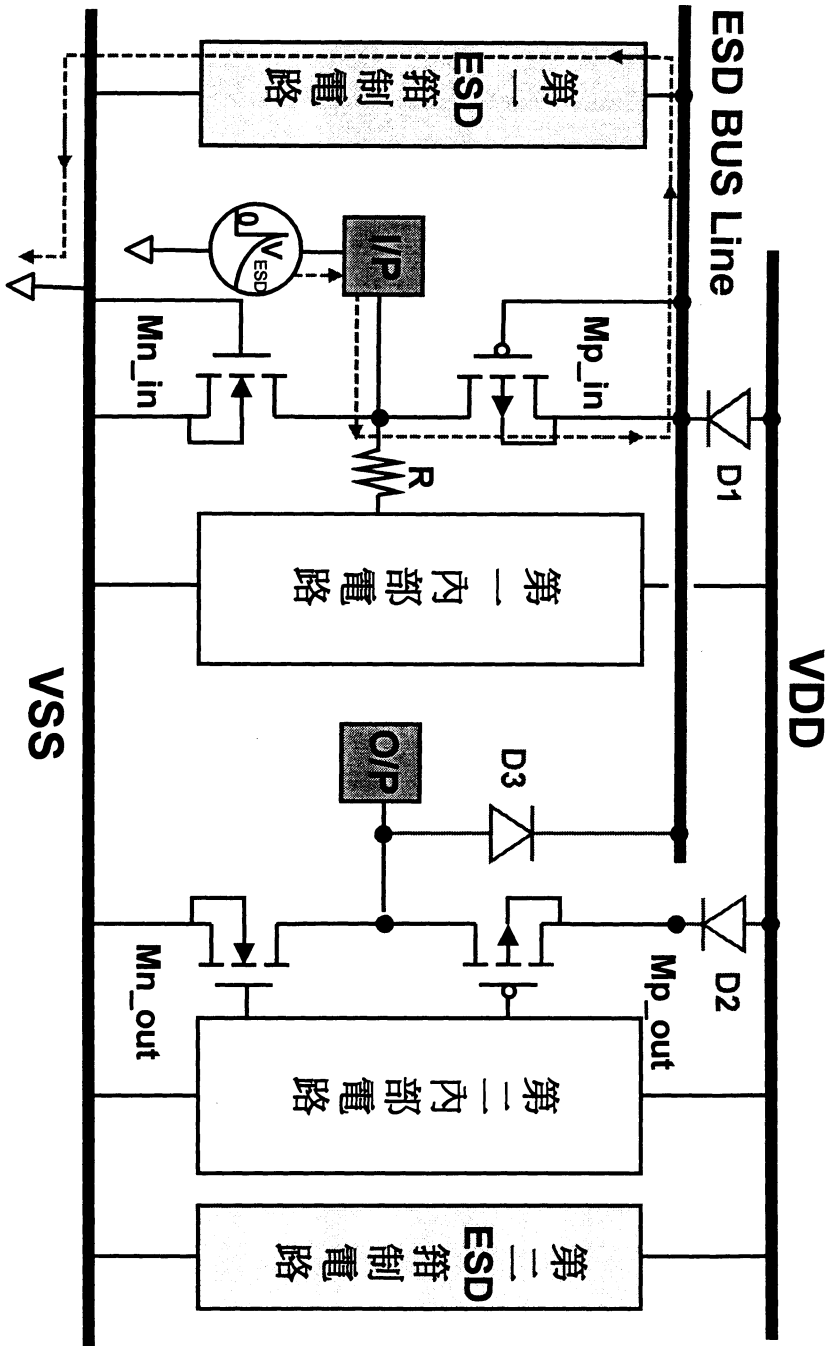 ESD BUS Line
VDD
D1
D2
第一ESD箝制電路
Mp_in
D3
Mp_out
I/P
0
VESD
R
第一內部電路
O/P
第二內部電路
第二ESD箝制電路
Mn_in
Mn_out
VSS